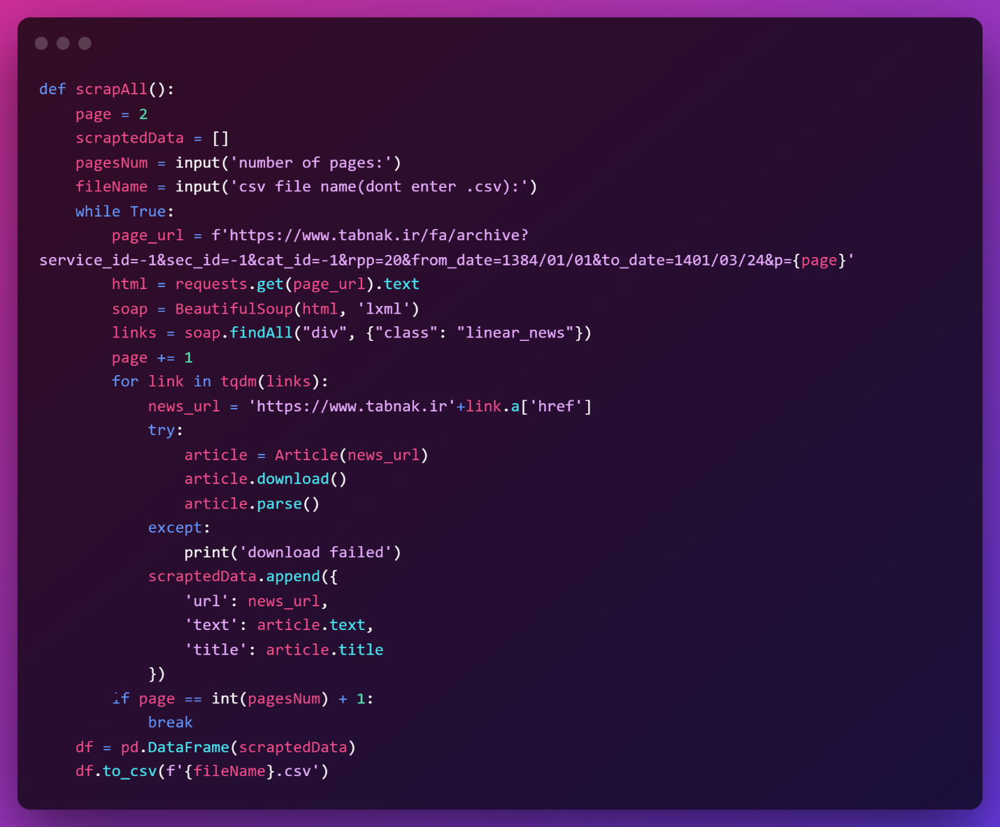 def scrapAll():
    page = 2
    scraptedData = []
    pagesNum = input('number of pages:')
    fileName = input('csv file name(dont enter .csv):')
    while True:
        page_url = f'https://www.tabnak.ir/fa/archive?
service_id=-1&sec_id=-1&cat_id=-1&rpp=20&from_date=1384/01/01&to_date=1401/03/24&p={page}'
        html = requests.get(page_url).text
        soap = BeautifulSoup(html, 'lxml')
        links = soap.findAll("div", {"class": "linear_news"})
        page += 1
        for link in tqdm(links):
            news_url = 'https://www.tabnak.ir'+link.a['href']
            try:
                article = Article(news_url)
                article.download()
                article.parse()
            except:
                print('download failed')
            scraptedData.append({
                'url': news_url,
                'text': article.text,
                'title': article.title
            })
        if page == int(pagesNum) + 1:
            break
    df = pd.DataFrame(scraptedData)
    df.to_csv(f'{fileName}.csv')